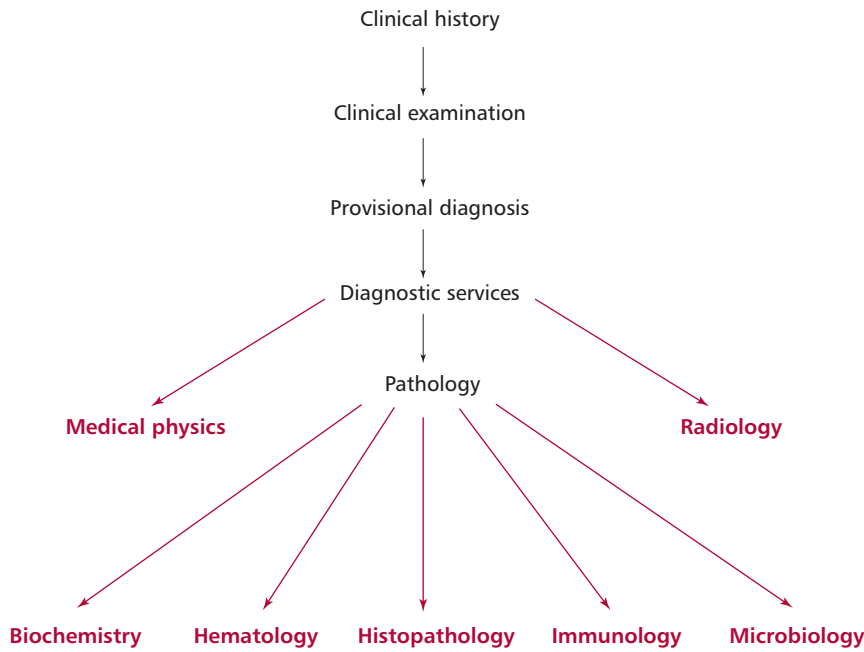 Clinical history
Clinical examination
Provisional diagnosis
Diagnostic services
Pathology
Medical physics
Radiology
Biochemistry
Hematology
Histopathology
Immunology
Microbiology